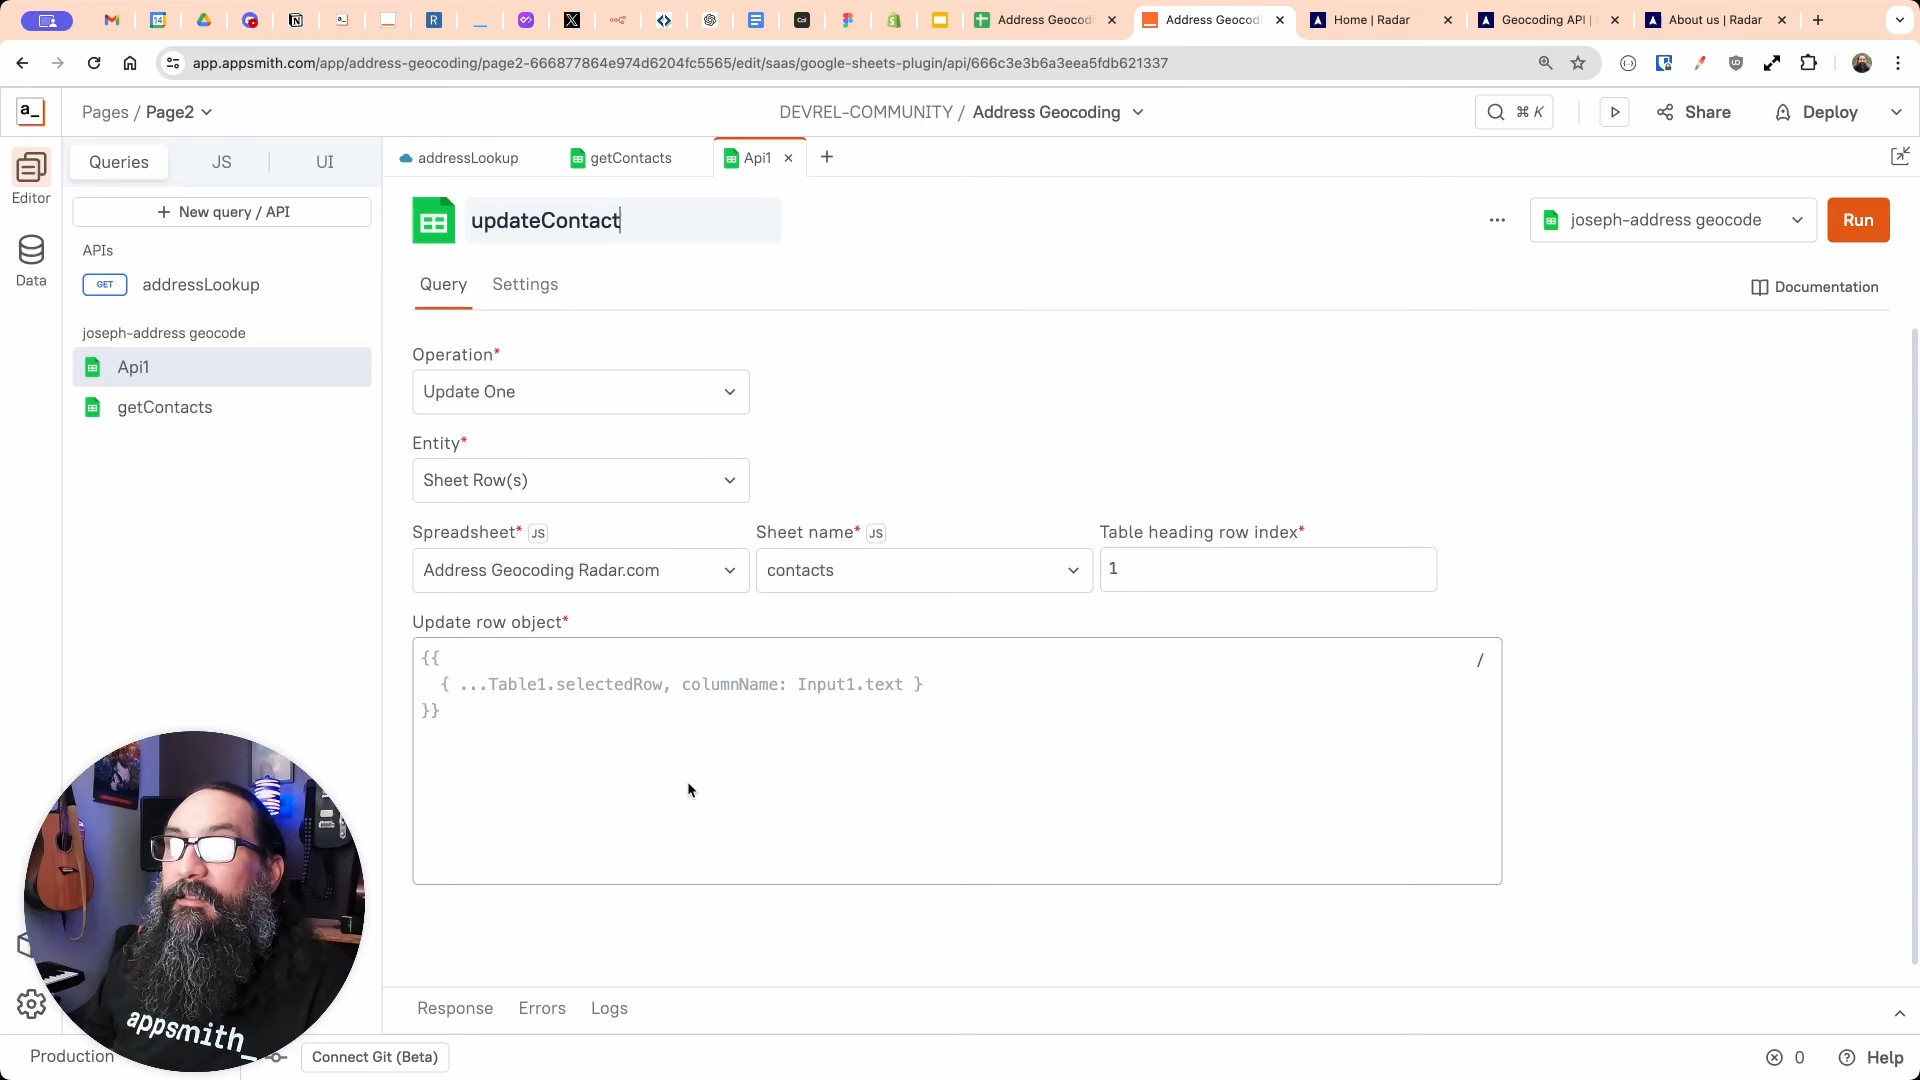 Address Geocodi
Address Geocodi
Home | Radar
Geocoding API |
About us | Radar
app.appsmith.com/app/address-geocoding/page2-666877864e974d6204fc5565/edit/saas/google-sheets-plugin/api/666c3e3b6a3eea5fdb621337
a_
Pages / Page2
DEVREL-COMMUNITY / Address Geocoding
⌘ K
Share
Deploy
Editor
Data
Queries
JS
UI
addressLookup
getContacts
Api1
+ New query / API
APIs
GET addressLookup
joseph-address geocode
Api1
getContacts
updateContact
joseph-address geocode
Run
Query
Settings
Documentation
Operation*
Update One
Entity*
Sheet Row(s)
Spreadsheet* JS
Sheet name* JS
Table heading row index*
Address Geocoding Radar.com
contacts
1
Update row object*
{{
{ ...Table1.selectedRow, columnName: Input1.text }
}}
/
appsmith_
Response
Errors
Logs
Production
Connect Git (Beta)
0
Help